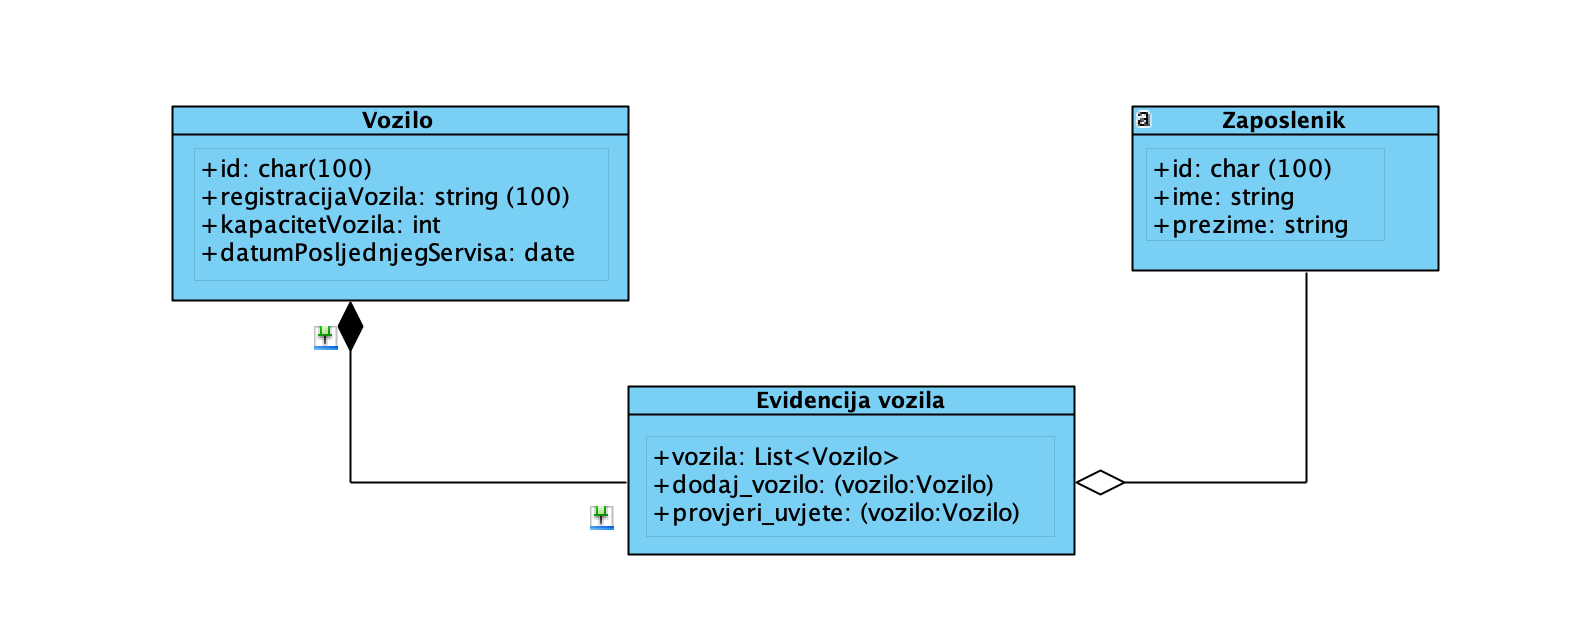 Vozilo
+id: char(100)
+registracijaVozila: string (100)
+kapacitetVozila: int
+datumPosljednjegServisa: date
a
Zaposlenik
+id: char (100)
+ime: string
+prezime: string
Evidencija vozila
+vozila: List<Vozilo>
+dodaj_vozilo: (vozilo:Vozilo)
+provjeri_uvjete: (vozilo:Vozilo)